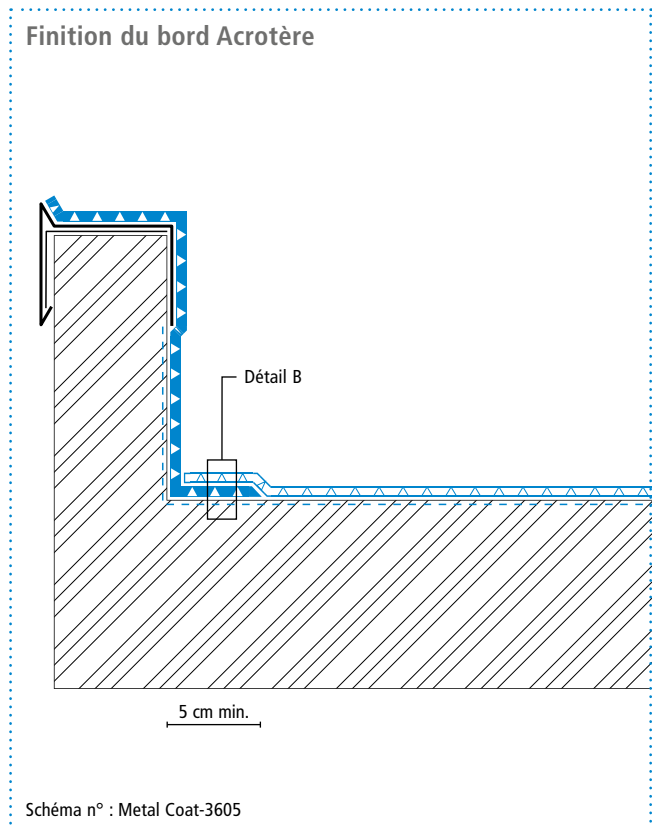 Finition du bord Acrotère
Détail B
5 cm min.
Schéma n° : Metal Coat-3605